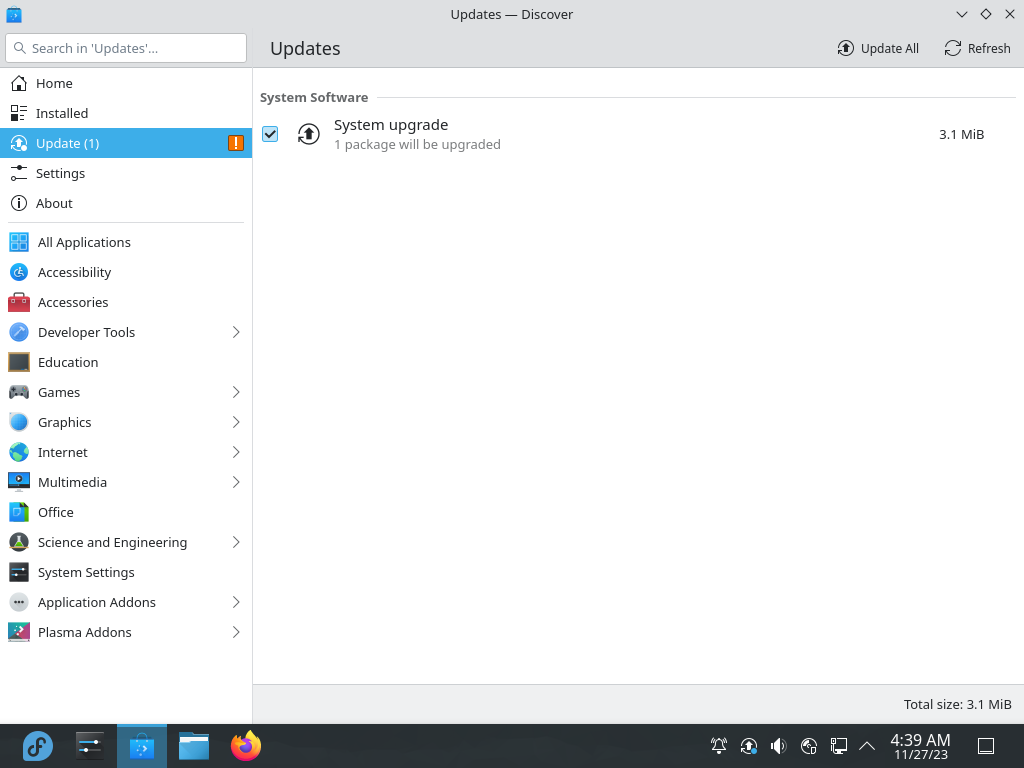 Updates — Discover
Search in 'Updates'...
Updates
Update All
Refresh
Home
Installed
Update (1)
Settings
About
All Applications
Accessibility
Accessories
Developer Tools
Education
Games
Graphics
Internet
Multimedia
Office
Science and Engineering
System Settings
Application Addons
Plasma Addons
System Software
System upgrade
1 package will be upgraded
3.1 MiB
Total size: 3.1 MiB
4:39 AM
11/27/23